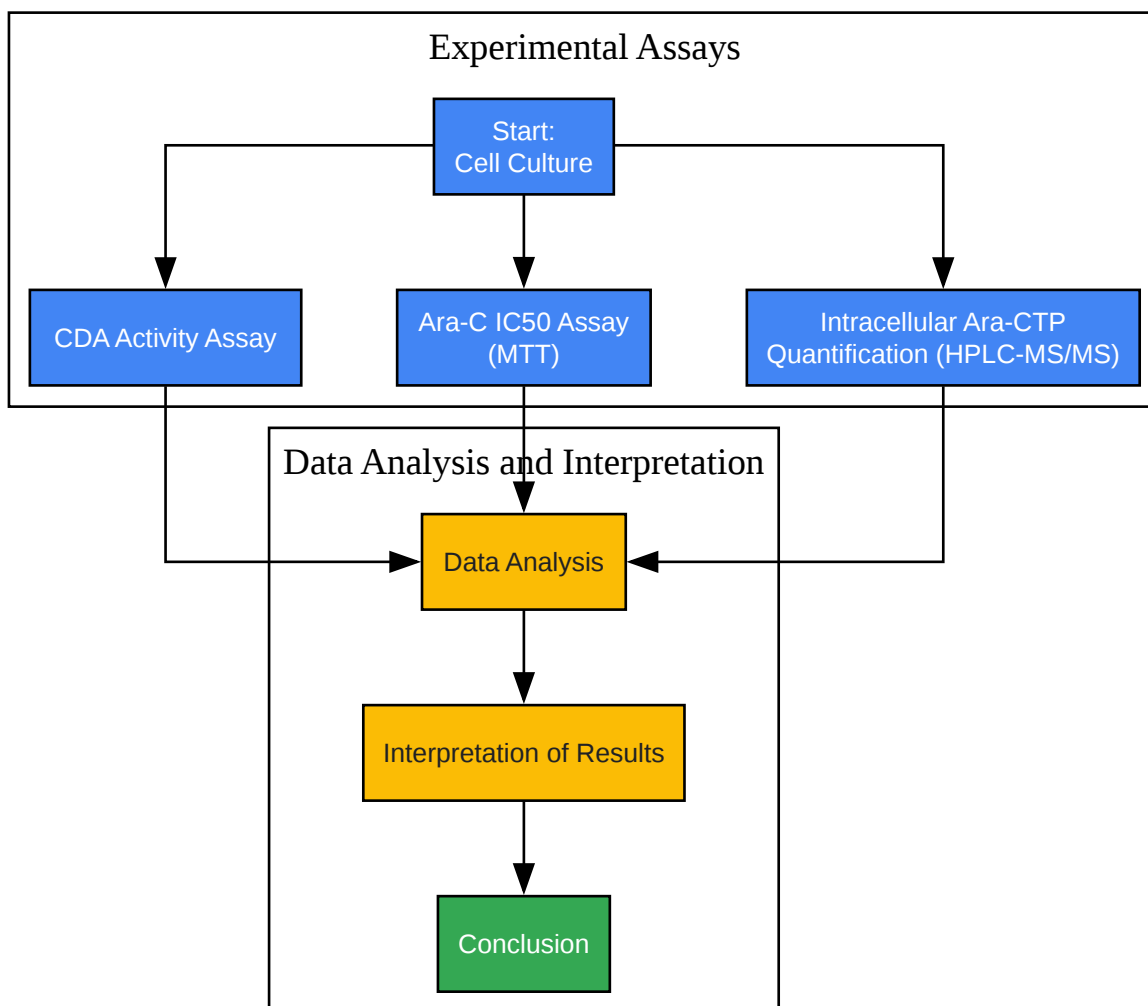 Experimental Assays
Start:
Cell Culture
CDA Activity Assay
Ara-C IC50 Assay
(MTT)
Intracellular Ara-CTP
Quantification (HPLC-MS/MS)
Data Analysis and Interpretation
Data Analysis
Interpretation of Results
Conclusion